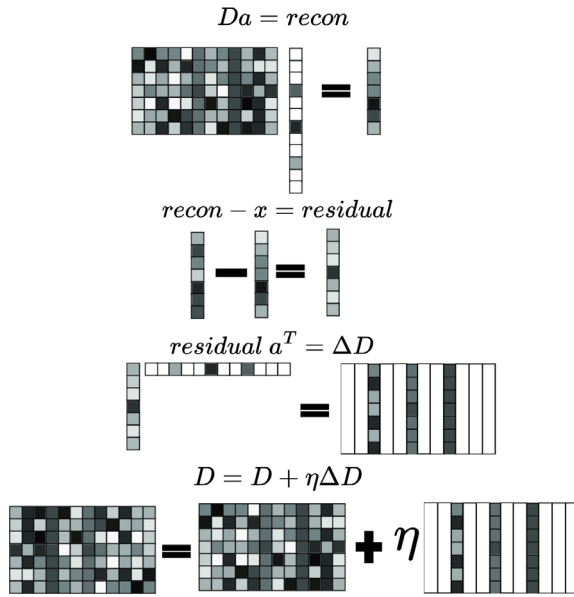 Da = recon
recon − x = residual
residual a^T = ΔD
D = D + ηΔD
= + η